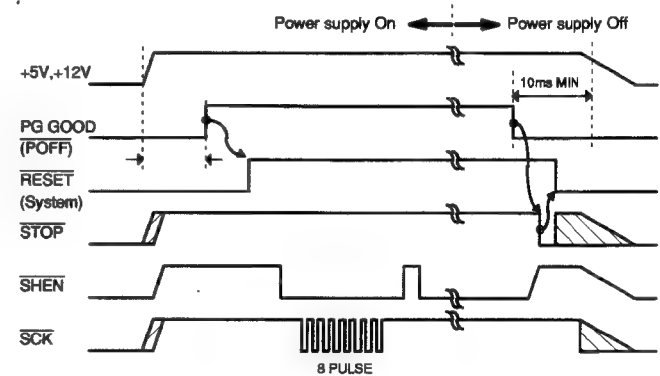 Power supply On
Power supply Off
+5V,+12V
10ms MIN
PG GOOD
(POFF)
RESET
(System)
STOP
SHEN
SCK
8 PULSE